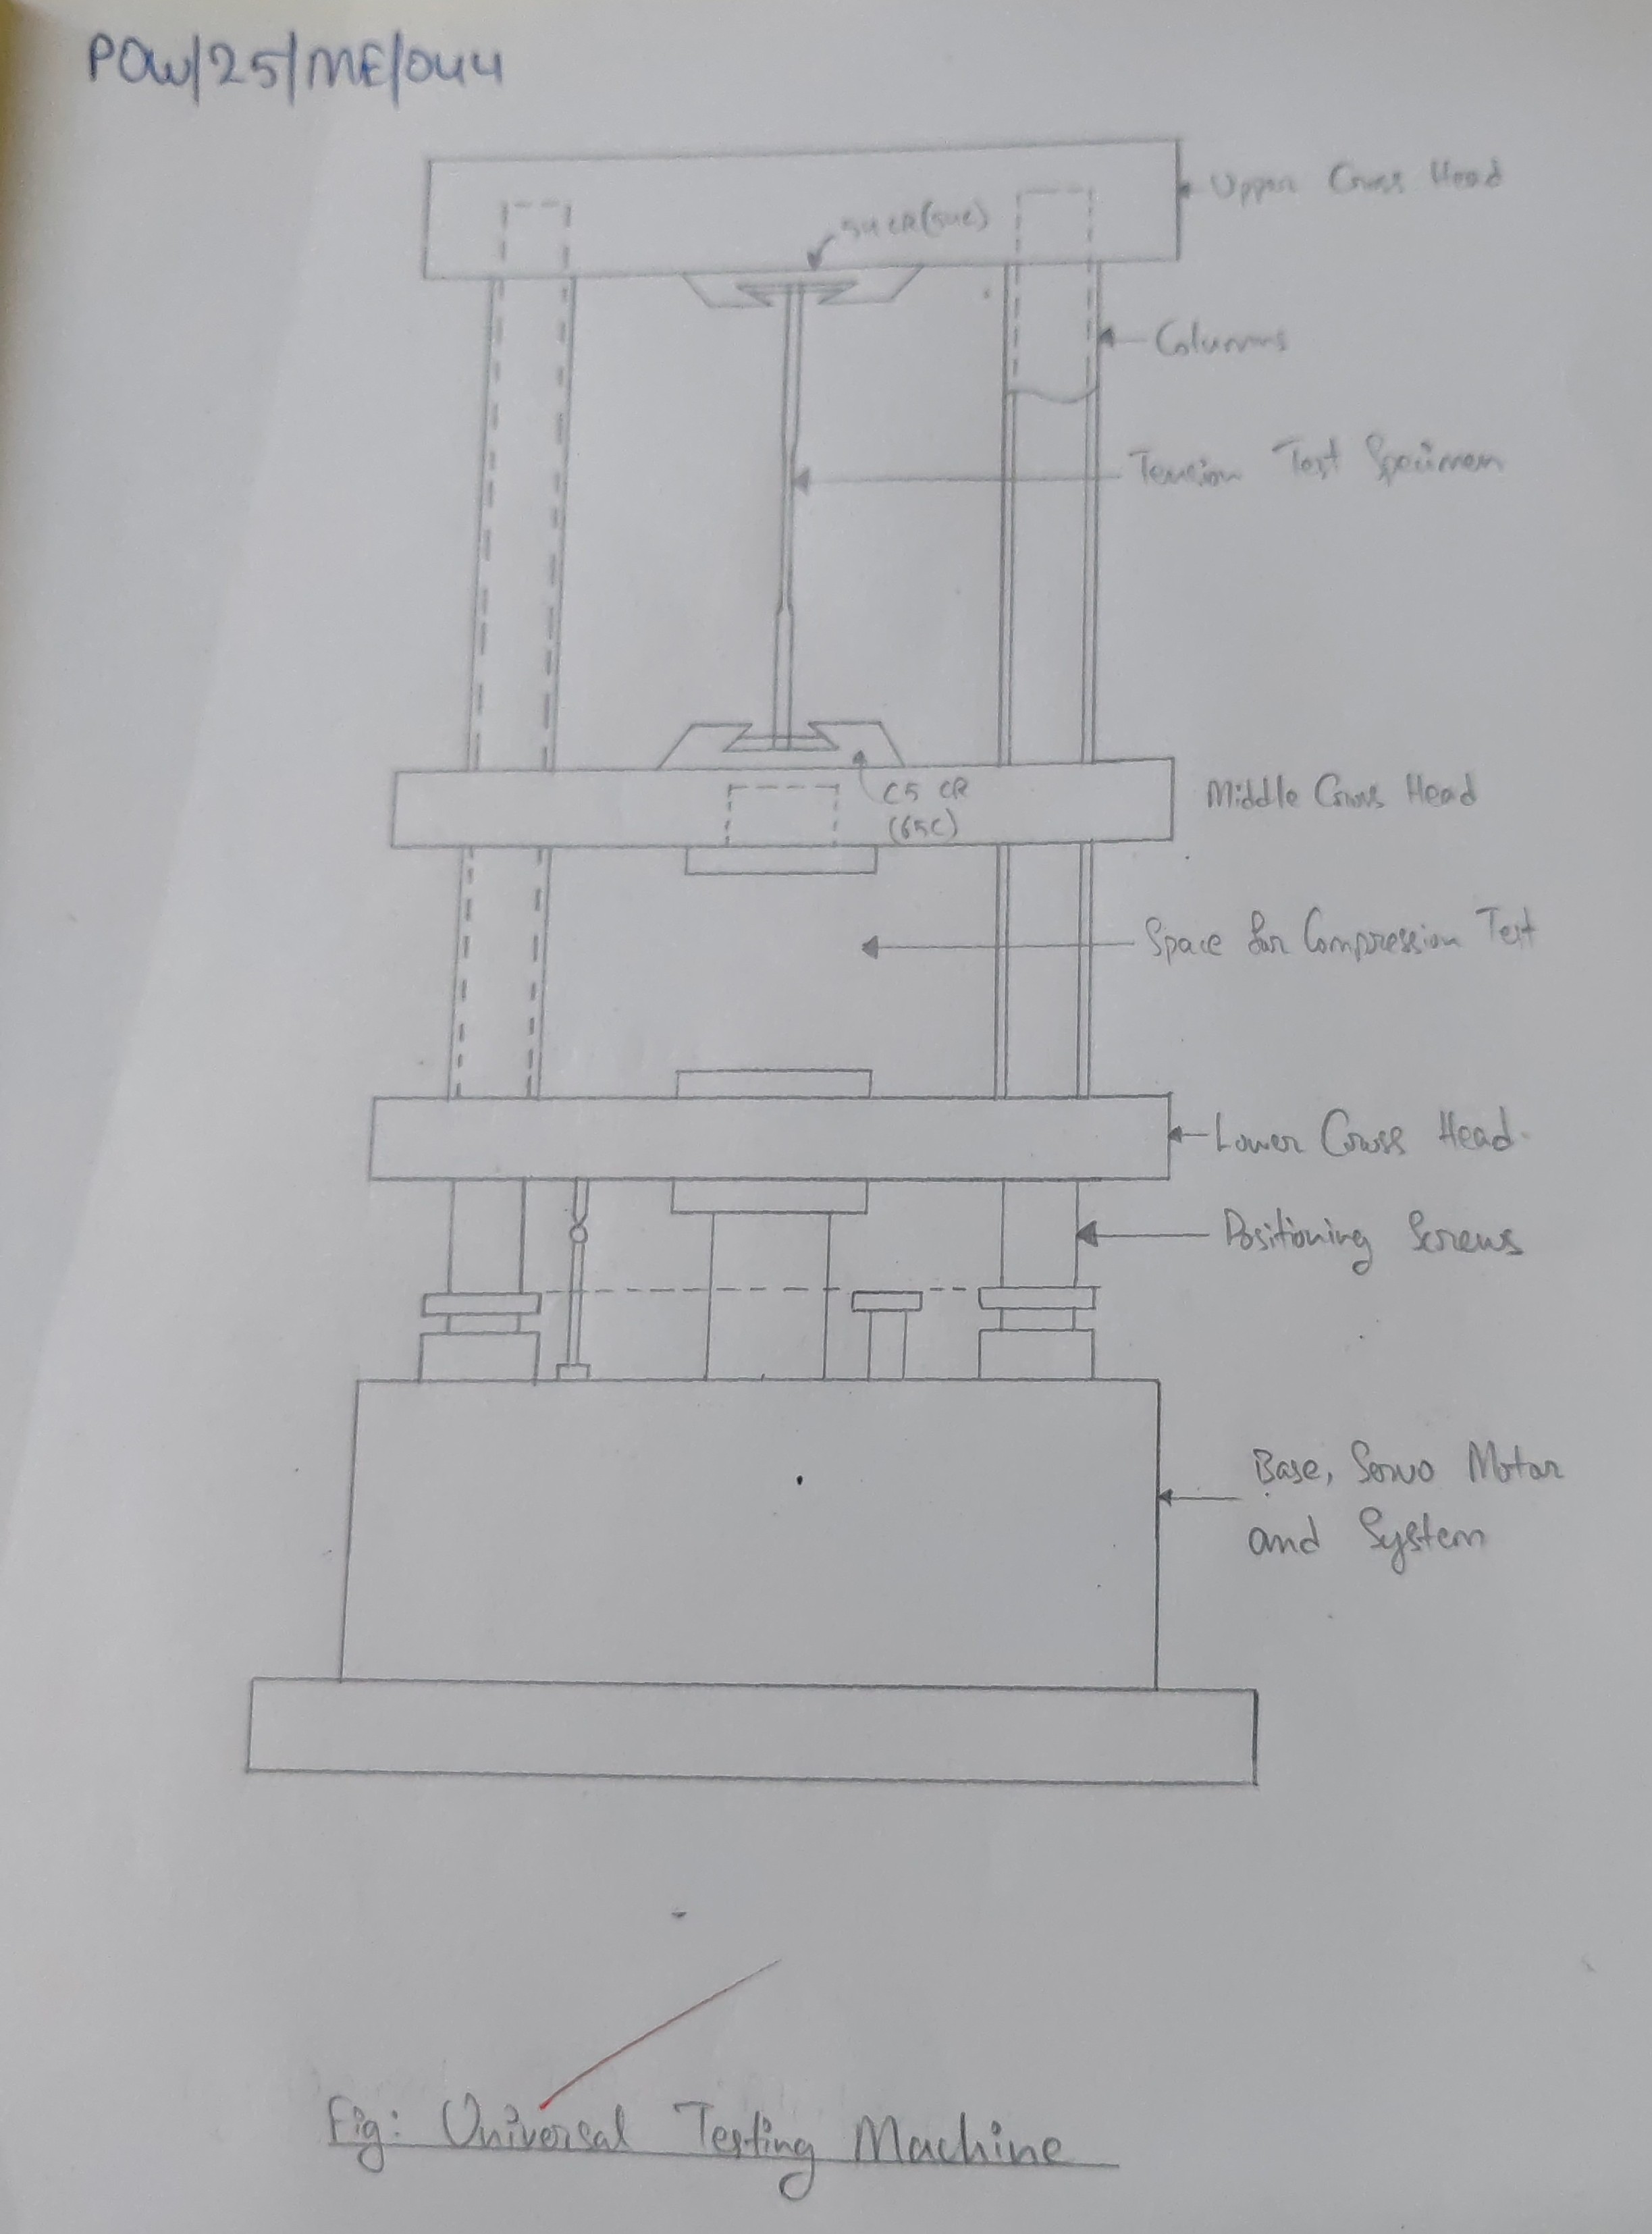 POW/25/ME/044
Upper Cross Head
Columns
Tension Test Specimen
C5 CR
(65C)
Middle Cross Head
Space for Compression Test
Lower Cross Head
Positioning Screws
Base, Servo Motor
and System
Fig: Universal Testing Machine